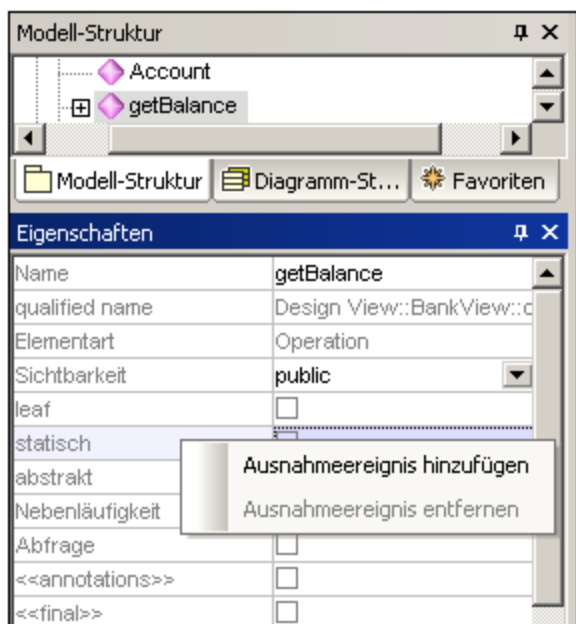 Modell-Struktur
Account
getBalance
Modell-Struktur Diagramm-St... Favoriten
Eigenschaften
Name getBalance
qualified name Design View::BankView::c
Elementart Operation
Sichtbarkeit public
leaf
statisch
Ausnahmeereignis hinzufügen
abstrakt
Nebenläufigkeit Ausnahmeereignis entfernen
Abfrage
<<annotations>>
<<final>>